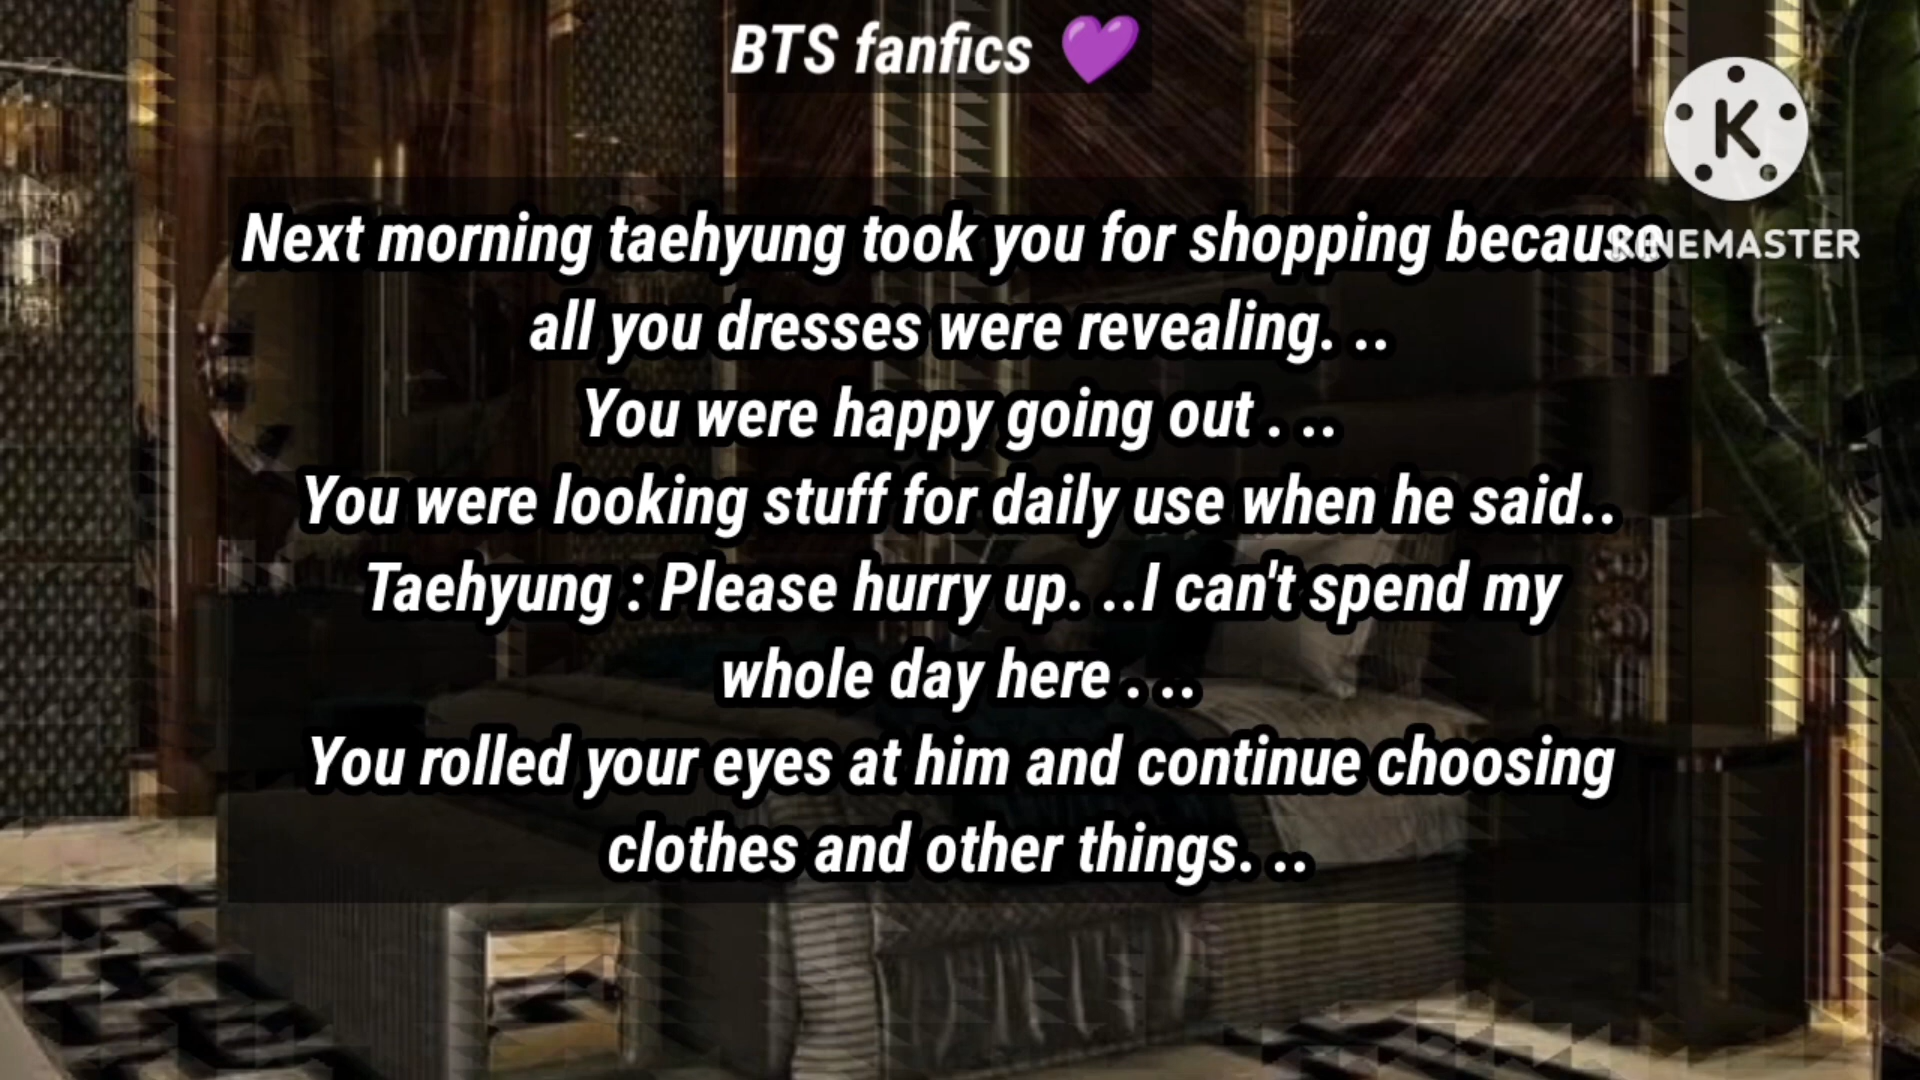 BTS fanfics 💜
K
KINEMASTER
Next morning taehyung took you for shopping because
all you dresses were revealing. ..
You were happy going out . ..
You were looking stuff for daily use when he said..
Taehyung : Please hurry up. ..I can't spend my
whole day here . ..
You rolled your eyes at him and continue choosing
clothes and other things. ..